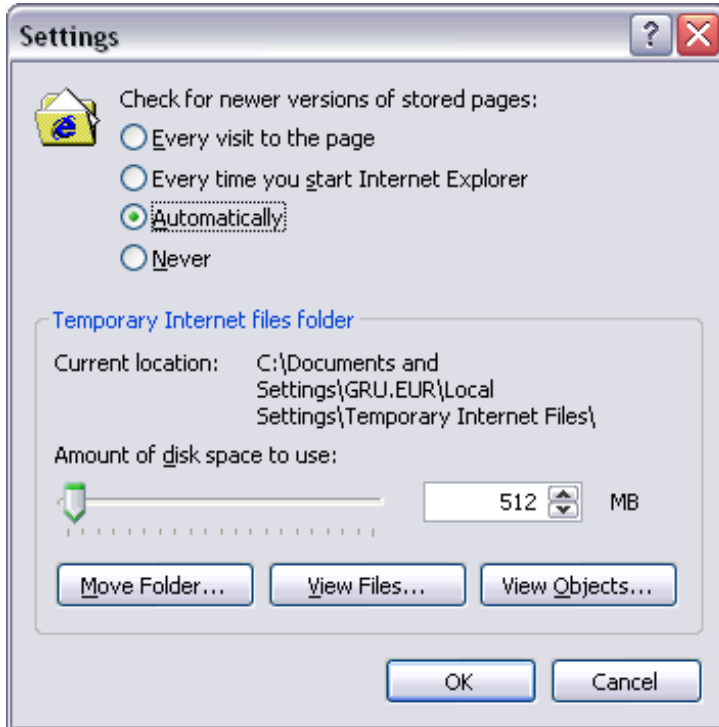 Settings
Check for newer versions of stored pages:
Every visit to the page
Every time you start Internet Explorer
Automatically
Never
Temporary Internet files folder
Current location: C:\Documents and
Settings\GRU.EUR\Local
Settings\Temporary Internet Files\
Amount of disk space to use:
512 MB
Move Folder... View Files... View Objects...
OK Cancel